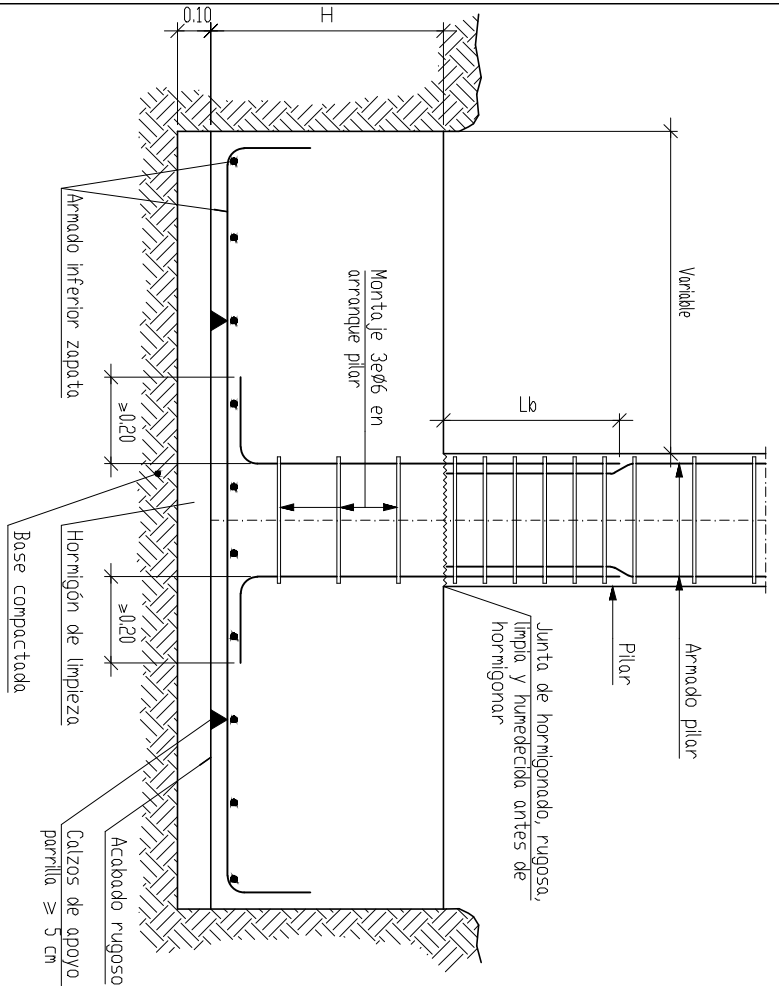 0.10
H
Variable
Lb
Armado pilar
Pilar
Junta de hormigonado, rugosa,
limpia y humedecida antes de
hormigonar
Montaje 3eø6 en
arranque pilar
≥0.20
≥0.20
Armado inferior zapata
Hormigón de limpieza
Base compactada
Acabado rugoso
Calzos de apoyo
parrilla ≥ 5 cm